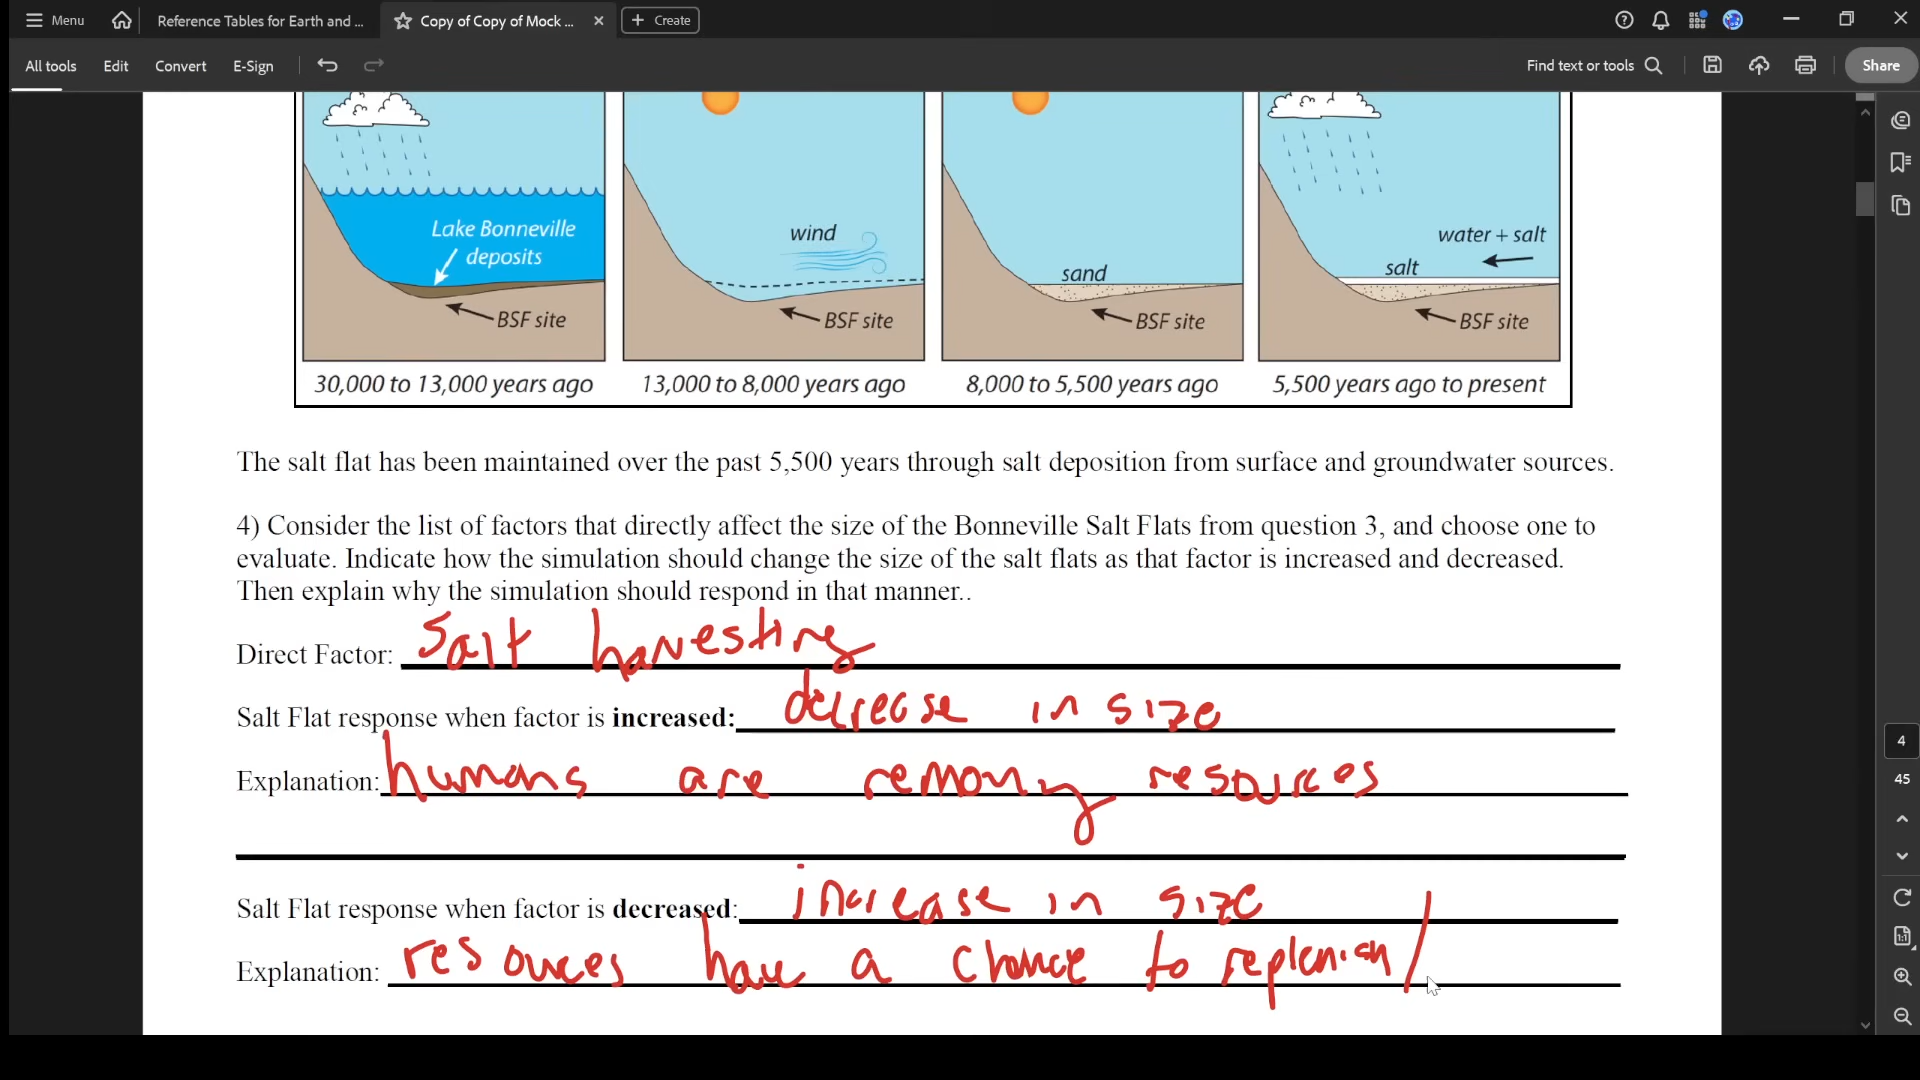 Menu
Reference Tables for Earth and ...
Copy of Copy of Mock ...
Create
All tools
Edit
Convert
E-Sign
Find text or tools
Share
Lake Bonneville
deposits
BSF site
30,000 to 13,000 years ago
wind
BSF site
13,000 to 8,000 years ago
sand
BSF site
8,000 to 5,500 years ago
water + salt
salt
BSF site
5,500 years ago to present
The salt flat has been maintained over the past 5,500 years through salt deposition from surface and groundwater sources.
4) Consider the list of factors that directly affect the size of the Bonneville Salt Flats from question 3, and choose one to
evaluate. Indicate how the simulation should change the size of the salt flats as that factor is increased and decreased.
Then explain why the simulation should respond in that manner..
Direct Factor: Salt harvesting
Salt Flat response when factor is increased: decrease in size
Explanation: humans are removing resources
Salt Flat response when factor is decreased: increase in size
Explanation: resources have a chance to replenish /
4
45
1:1